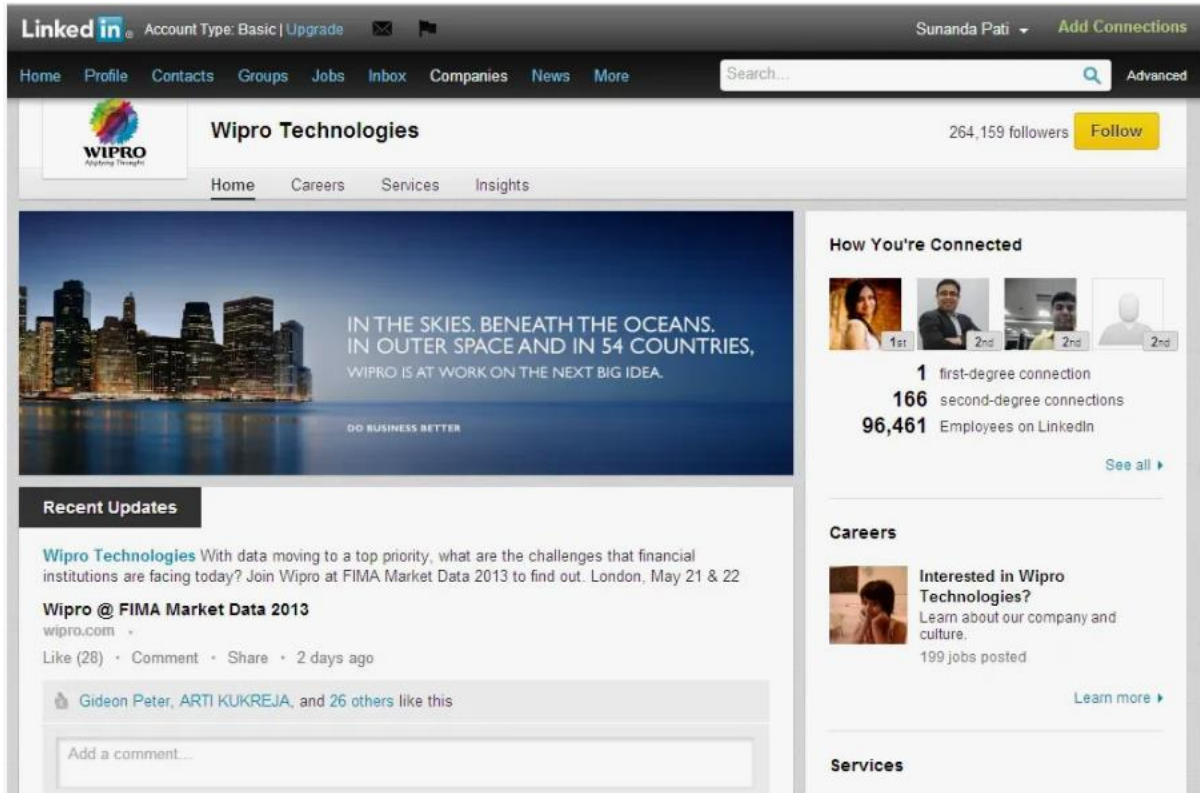 Linked in ® Account Type: Basic | Upgrade Sunanda Pati Add Connections
Home Profile Contacts Groups Jobs Inbox Companies News More Search... Advanced
WIPRO
Applying Thought
Wipro Technologies
264,159 followers Follow
Home Careers Services Insights
IN THE SKIES. BENEATH THE OCEANS.
IN OUTER SPACE AND IN 54 COUNTRIES,
WIPRO IS AT WORK ON THE NEXT BIG IDEA.
DO BUSINESS BETTER
Recent Updates
Wipro Technologies With data moving to a top priority, what are the challenges that financial
institutions are facing today? Join Wipro at FIMA Market Data 2013 to find out. London, May 21 & 22
Wipro @ FIMA Market Data 2013
wipro.com
Like (28) • Comment • Share • 2 days ago
Gideon Peter, ARTI KUKREJA, and 26 others like this
Add a comment...
How You're Connected
1st 2nd 2nd 2nd
1 first-degree connection
166 second-degree connections
96,461 Employees on LinkedIn
See all
Careers
Interested in Wipro
Technologies?
Learn about our company and
culture.
199 jobs posted
Learn more
Services